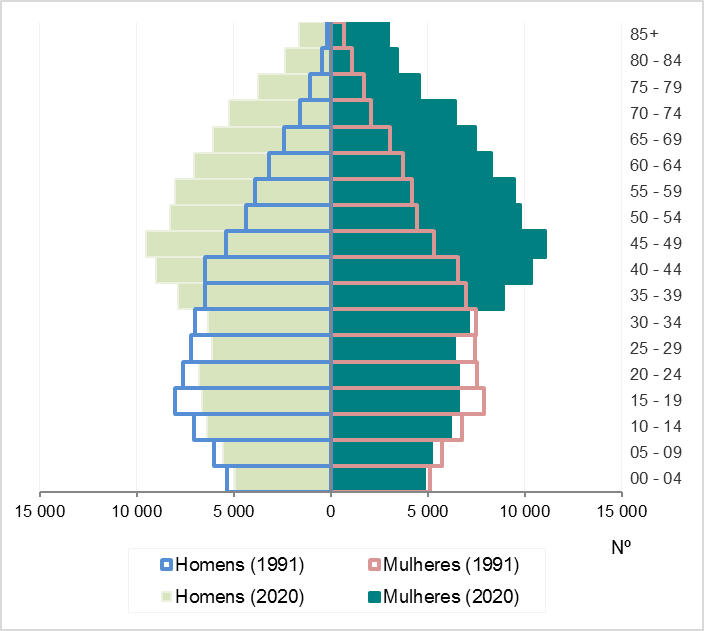 85+
80 - 84
75 - 79
70 - 74
65 - 69
60 - 64
55 - 59
50 - 54
45 - 49
40 - 44
35 - 39
30 - 34
25 - 29
20 - 24
15 - 19
10 - 14
05 - 09
00 - 04
15 000 10 000 5 000 0 5 000 10 000 15 000
Nº
Homens (1991) Mulheres (1991)
Homens (2020) Mulheres (2020)